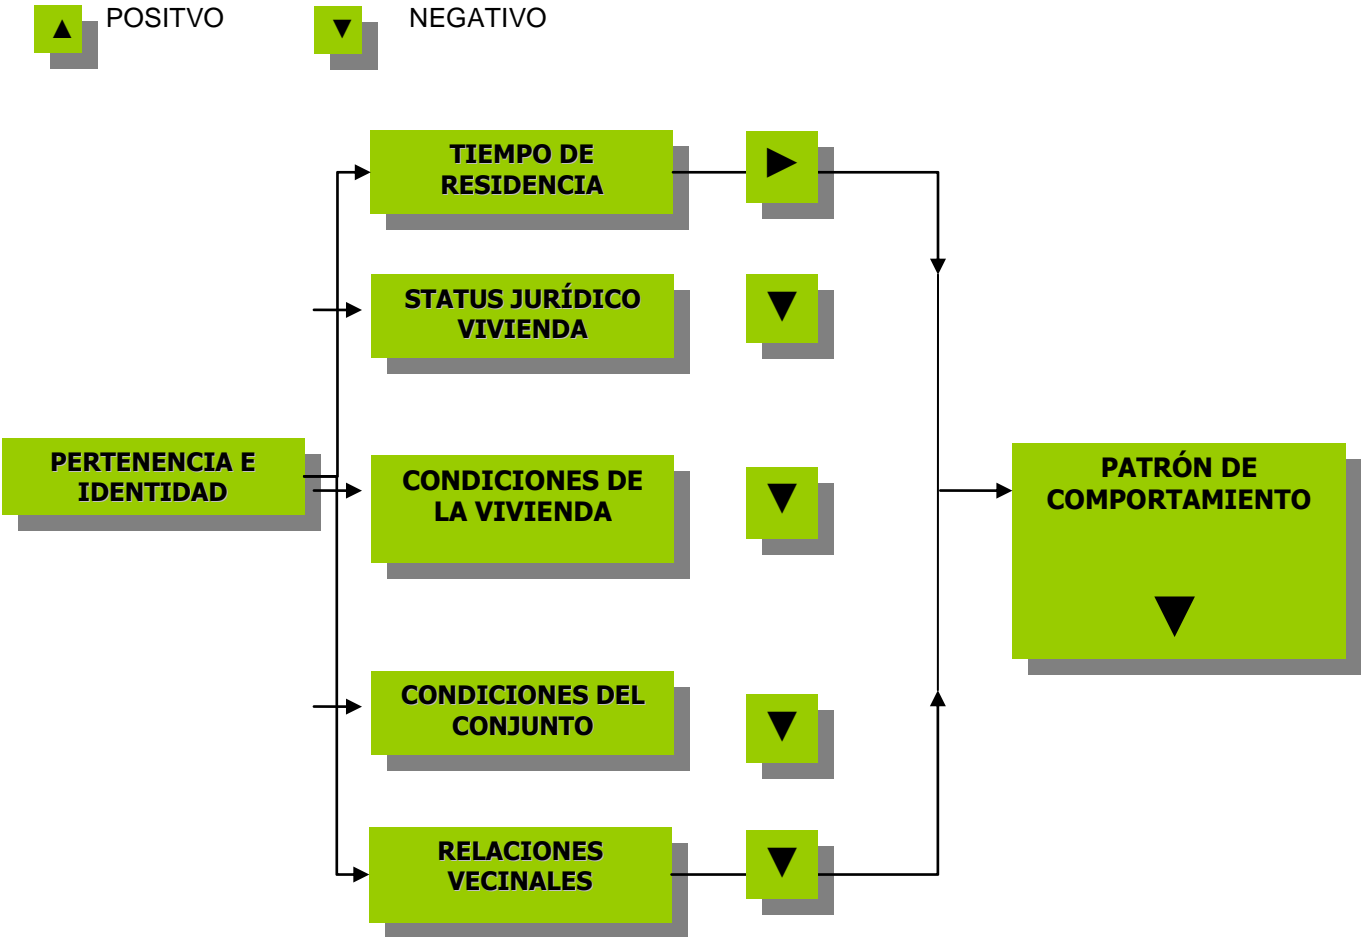 POSITVO
NEGATIVO
TIEMPO DE
RESIDENCIA
STATUS JURÍDICO
VIVIENDA
PERTENENCIA E
IDENTIDAD
CONDICIONES DE
LA VIVIENDA
PATRÓN DE
COMPORTAMIENTO
CONDICIONES DEL
CONJUNTO
RELACIONES
VECINALES